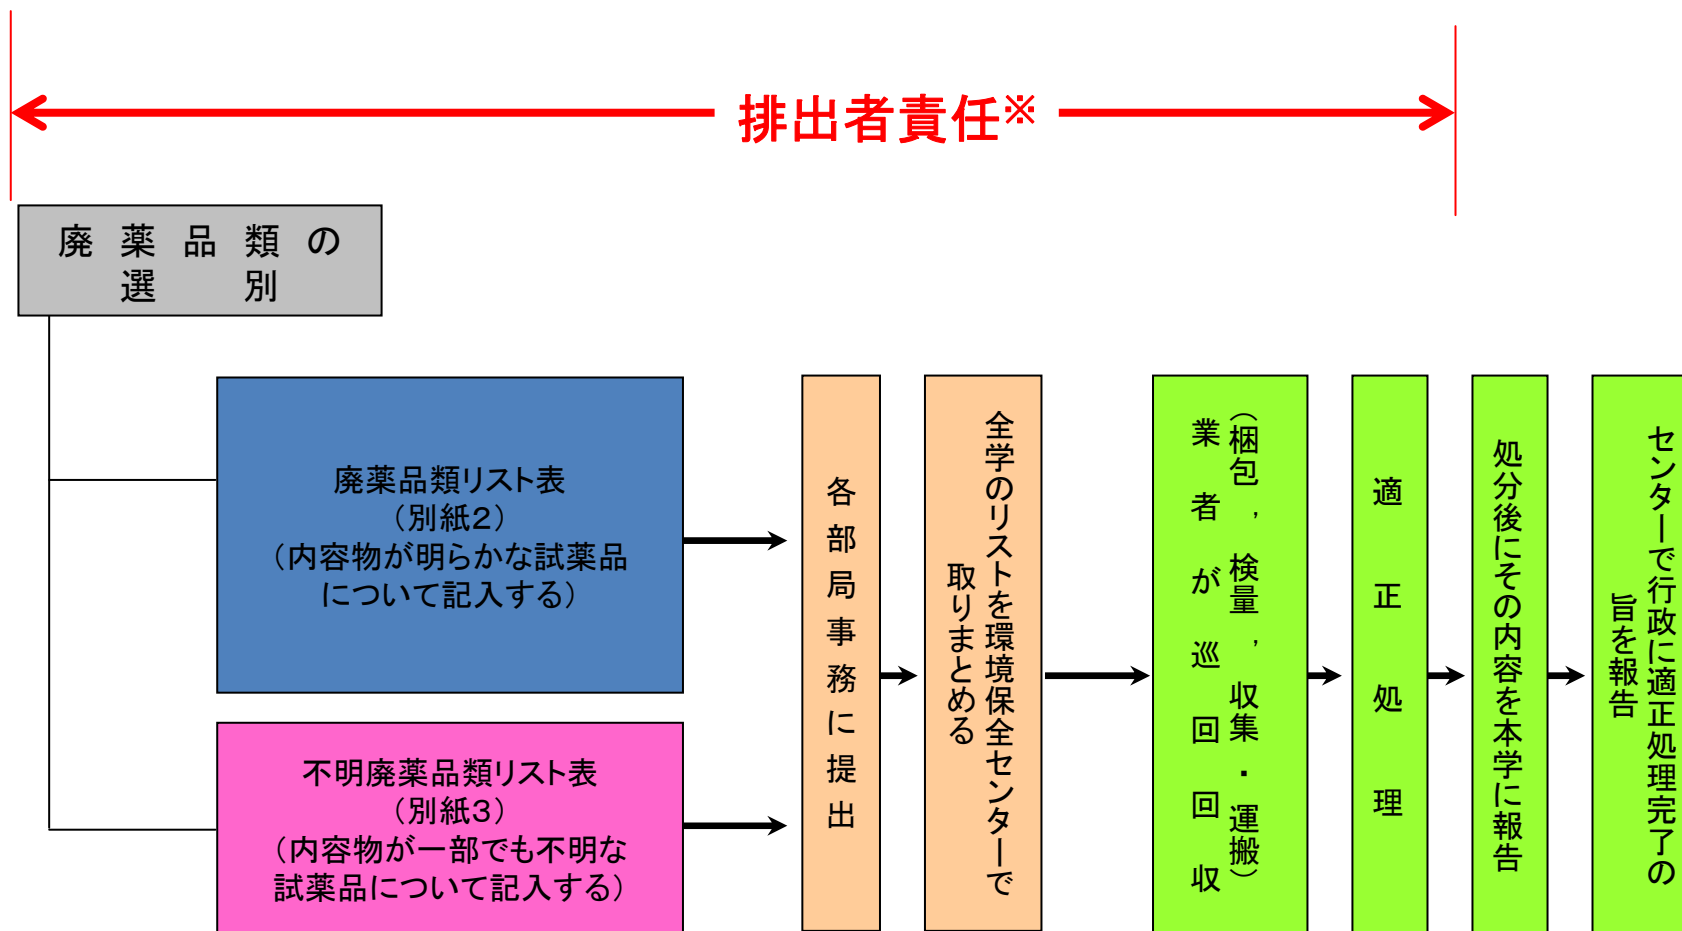 排出者責任※
廃薬品類の
選別
廃薬品類リスト表
（別紙２）
（内容物が明らかな試薬品
について記入する）
不明廃薬品類リスト表
（別紙３）
（内容物が一部でも不明な
試薬品について記入する）
各部局事務に提出
全学のリストを環境保全センターで
取りまとめる
（梱包，検量，収集・運搬）
業者が巡回回収
適正処理
処分後にその内容を本学に報告
センターで行政に適正処理完了の
旨を報告